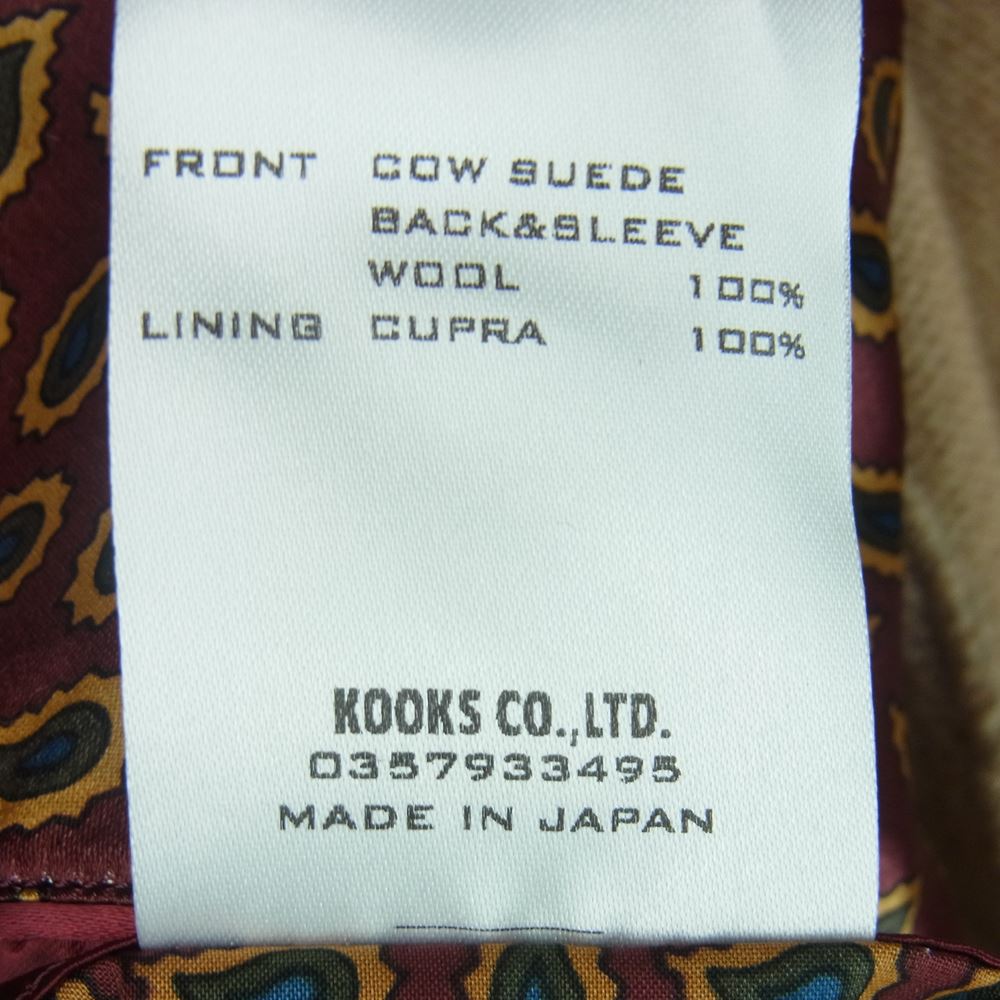 FRONT COW SUEDE
BACK&SLEEVE
WOOL 100%
LINING CUPRA 100%
KOOKS CO.,LTD.
0357933495
MADE IN JAPAN